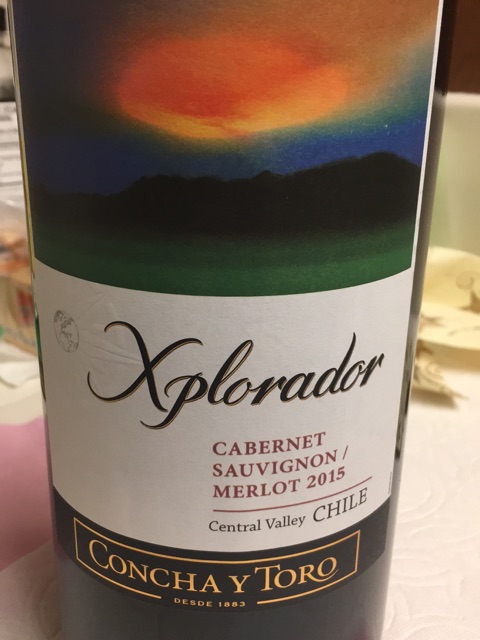 Xplorador
CABERNET
SAUVIGNON /
MERLOT 2015
Central Valley CHILE
CONCHA Y TORO
DESDE 1883